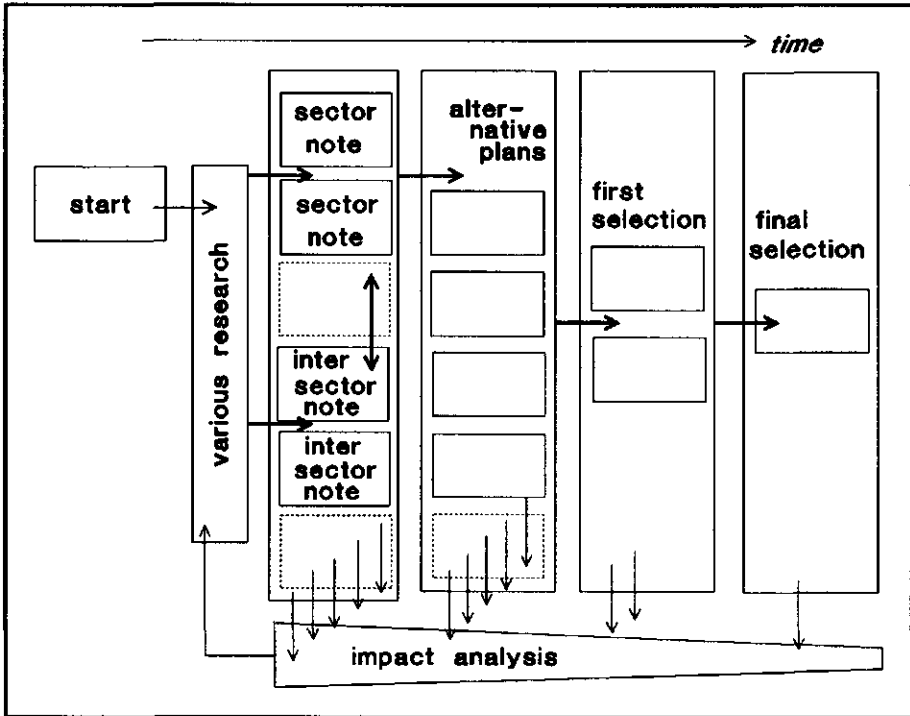 time
start
various research
sector
note
sector
note
inter
sector
note
inter
sector
note
alter-
native
plans
first
selection
final
selection
impact analysis